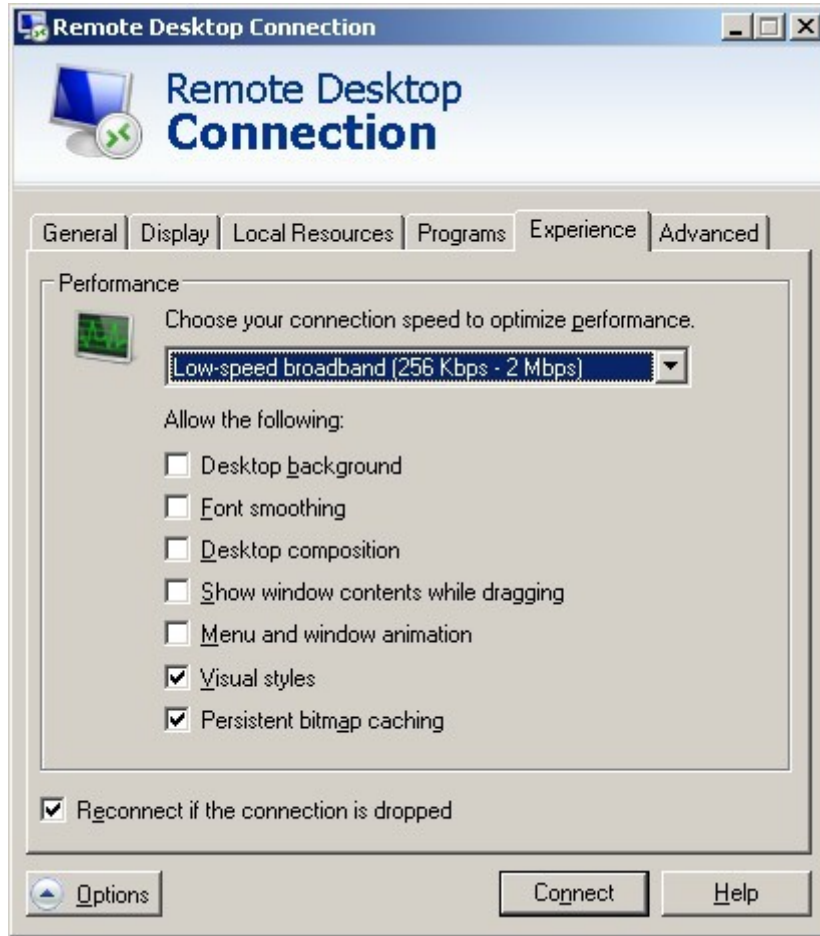 Remote Desktop Connection
Remote Desktop
Connection
General Display Local Resources Programs Experience Advanced
Performance
Choose your connection speed to optimize performance.
Low-speed broadband (256 Kbps - 2 Mbps)
Allow the following:
Desktop background
Font smoothing
Desktop composition
Show window contents while dragging
Menu and window animation
Visual styles
Persistent bitmap caching
Reconnect if the connection is dropped
Options Connect Help